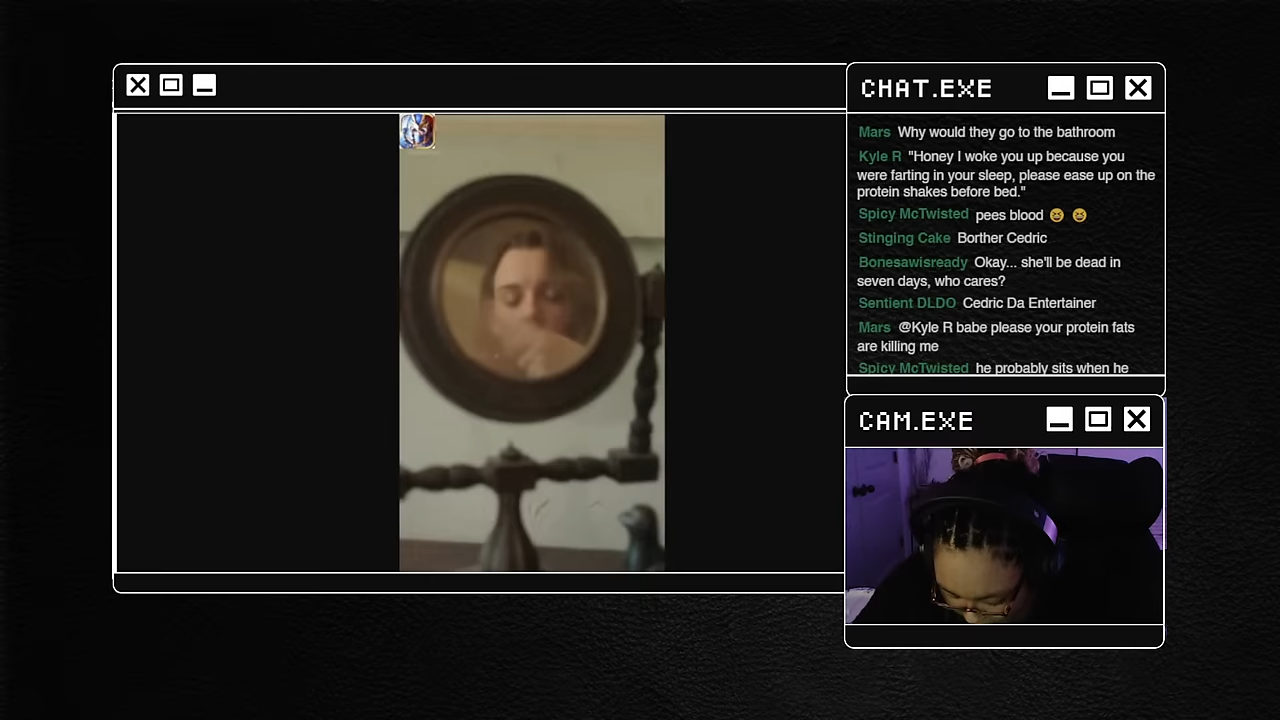 CHAT.EXE
Mars Why would they go to the bathroom
Kyle R "Honey I woke you up because you
were farting in your sleep, please ease up on the
protein shakes before bed."
Spicy McTwisted pees blood 😆 😆
Stinging Cake Borther Cedric
Bonesawisready Okay... she'll be dead in
seven days, who cares?
Sentient DLDO Cedric Da Entertainer
Mars @Kyle R babe please your protein fats
are killing me
Spicy McTwisted he probably sits when he
CAM.EXE